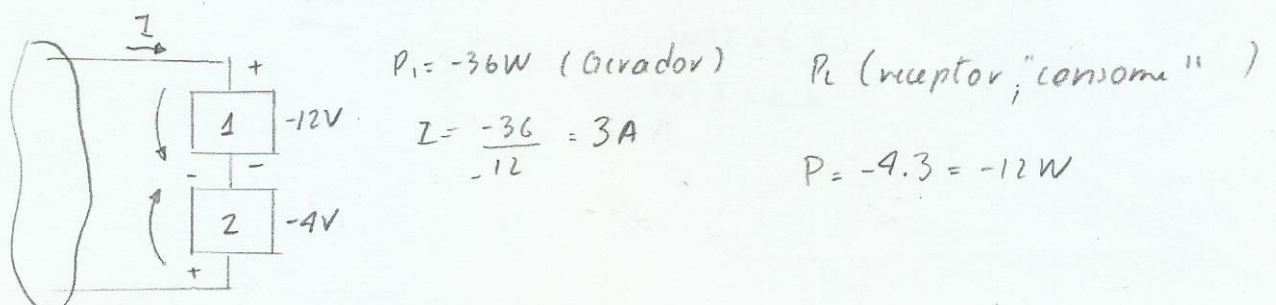 I
+
1
-12V
-
-
2
-4V
+
P₁= -36W (Gerador)
I= -36 / -12 = 3A
P₂ (receptor, "consome" )
P= -4.3 = -12W